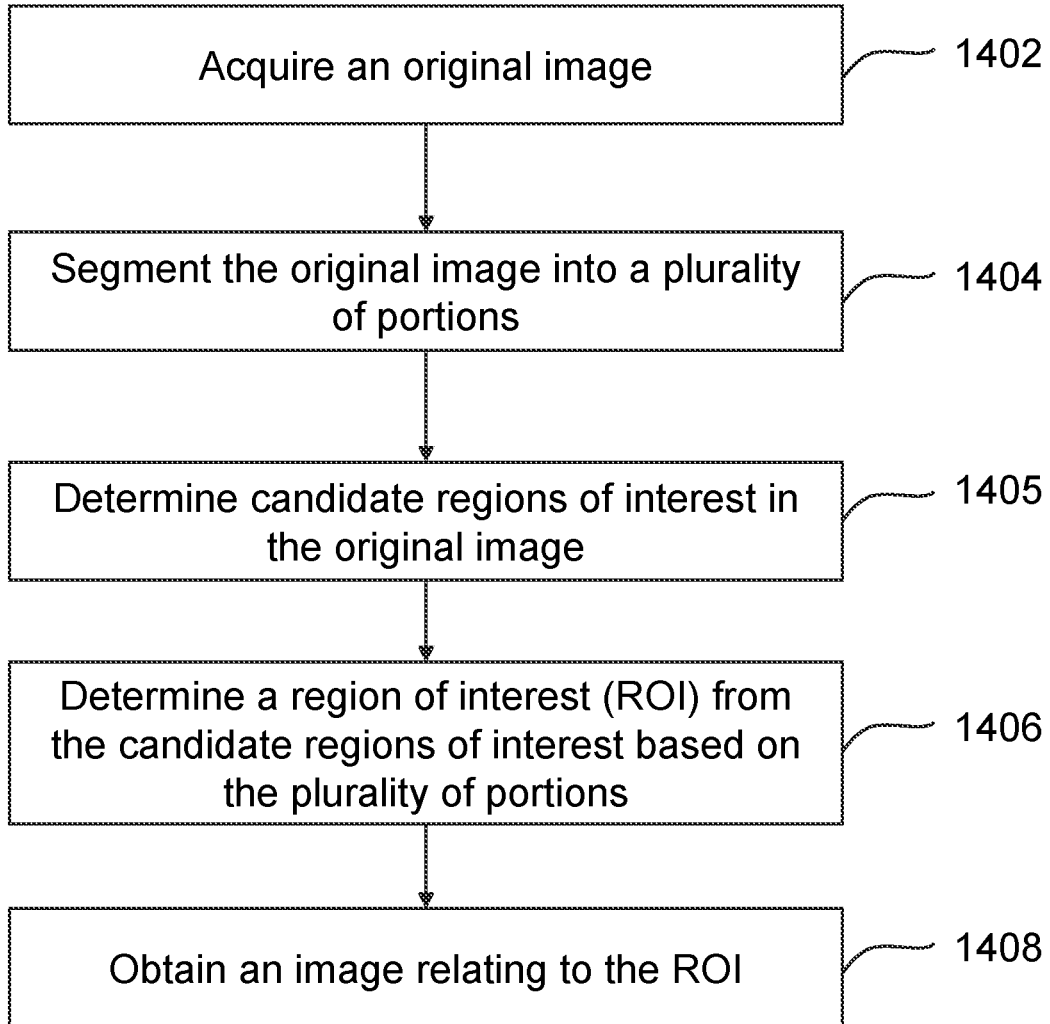 Acquire an original image
1402
Segment the original image into a plurality
of portions
1404
Determine candidate regions of interest in
the original image
1405
Determine a region of interest (ROI) from
the candidate regions of interest based on
the plurality of portions
1406
Obtain an image relating to the ROI
1408